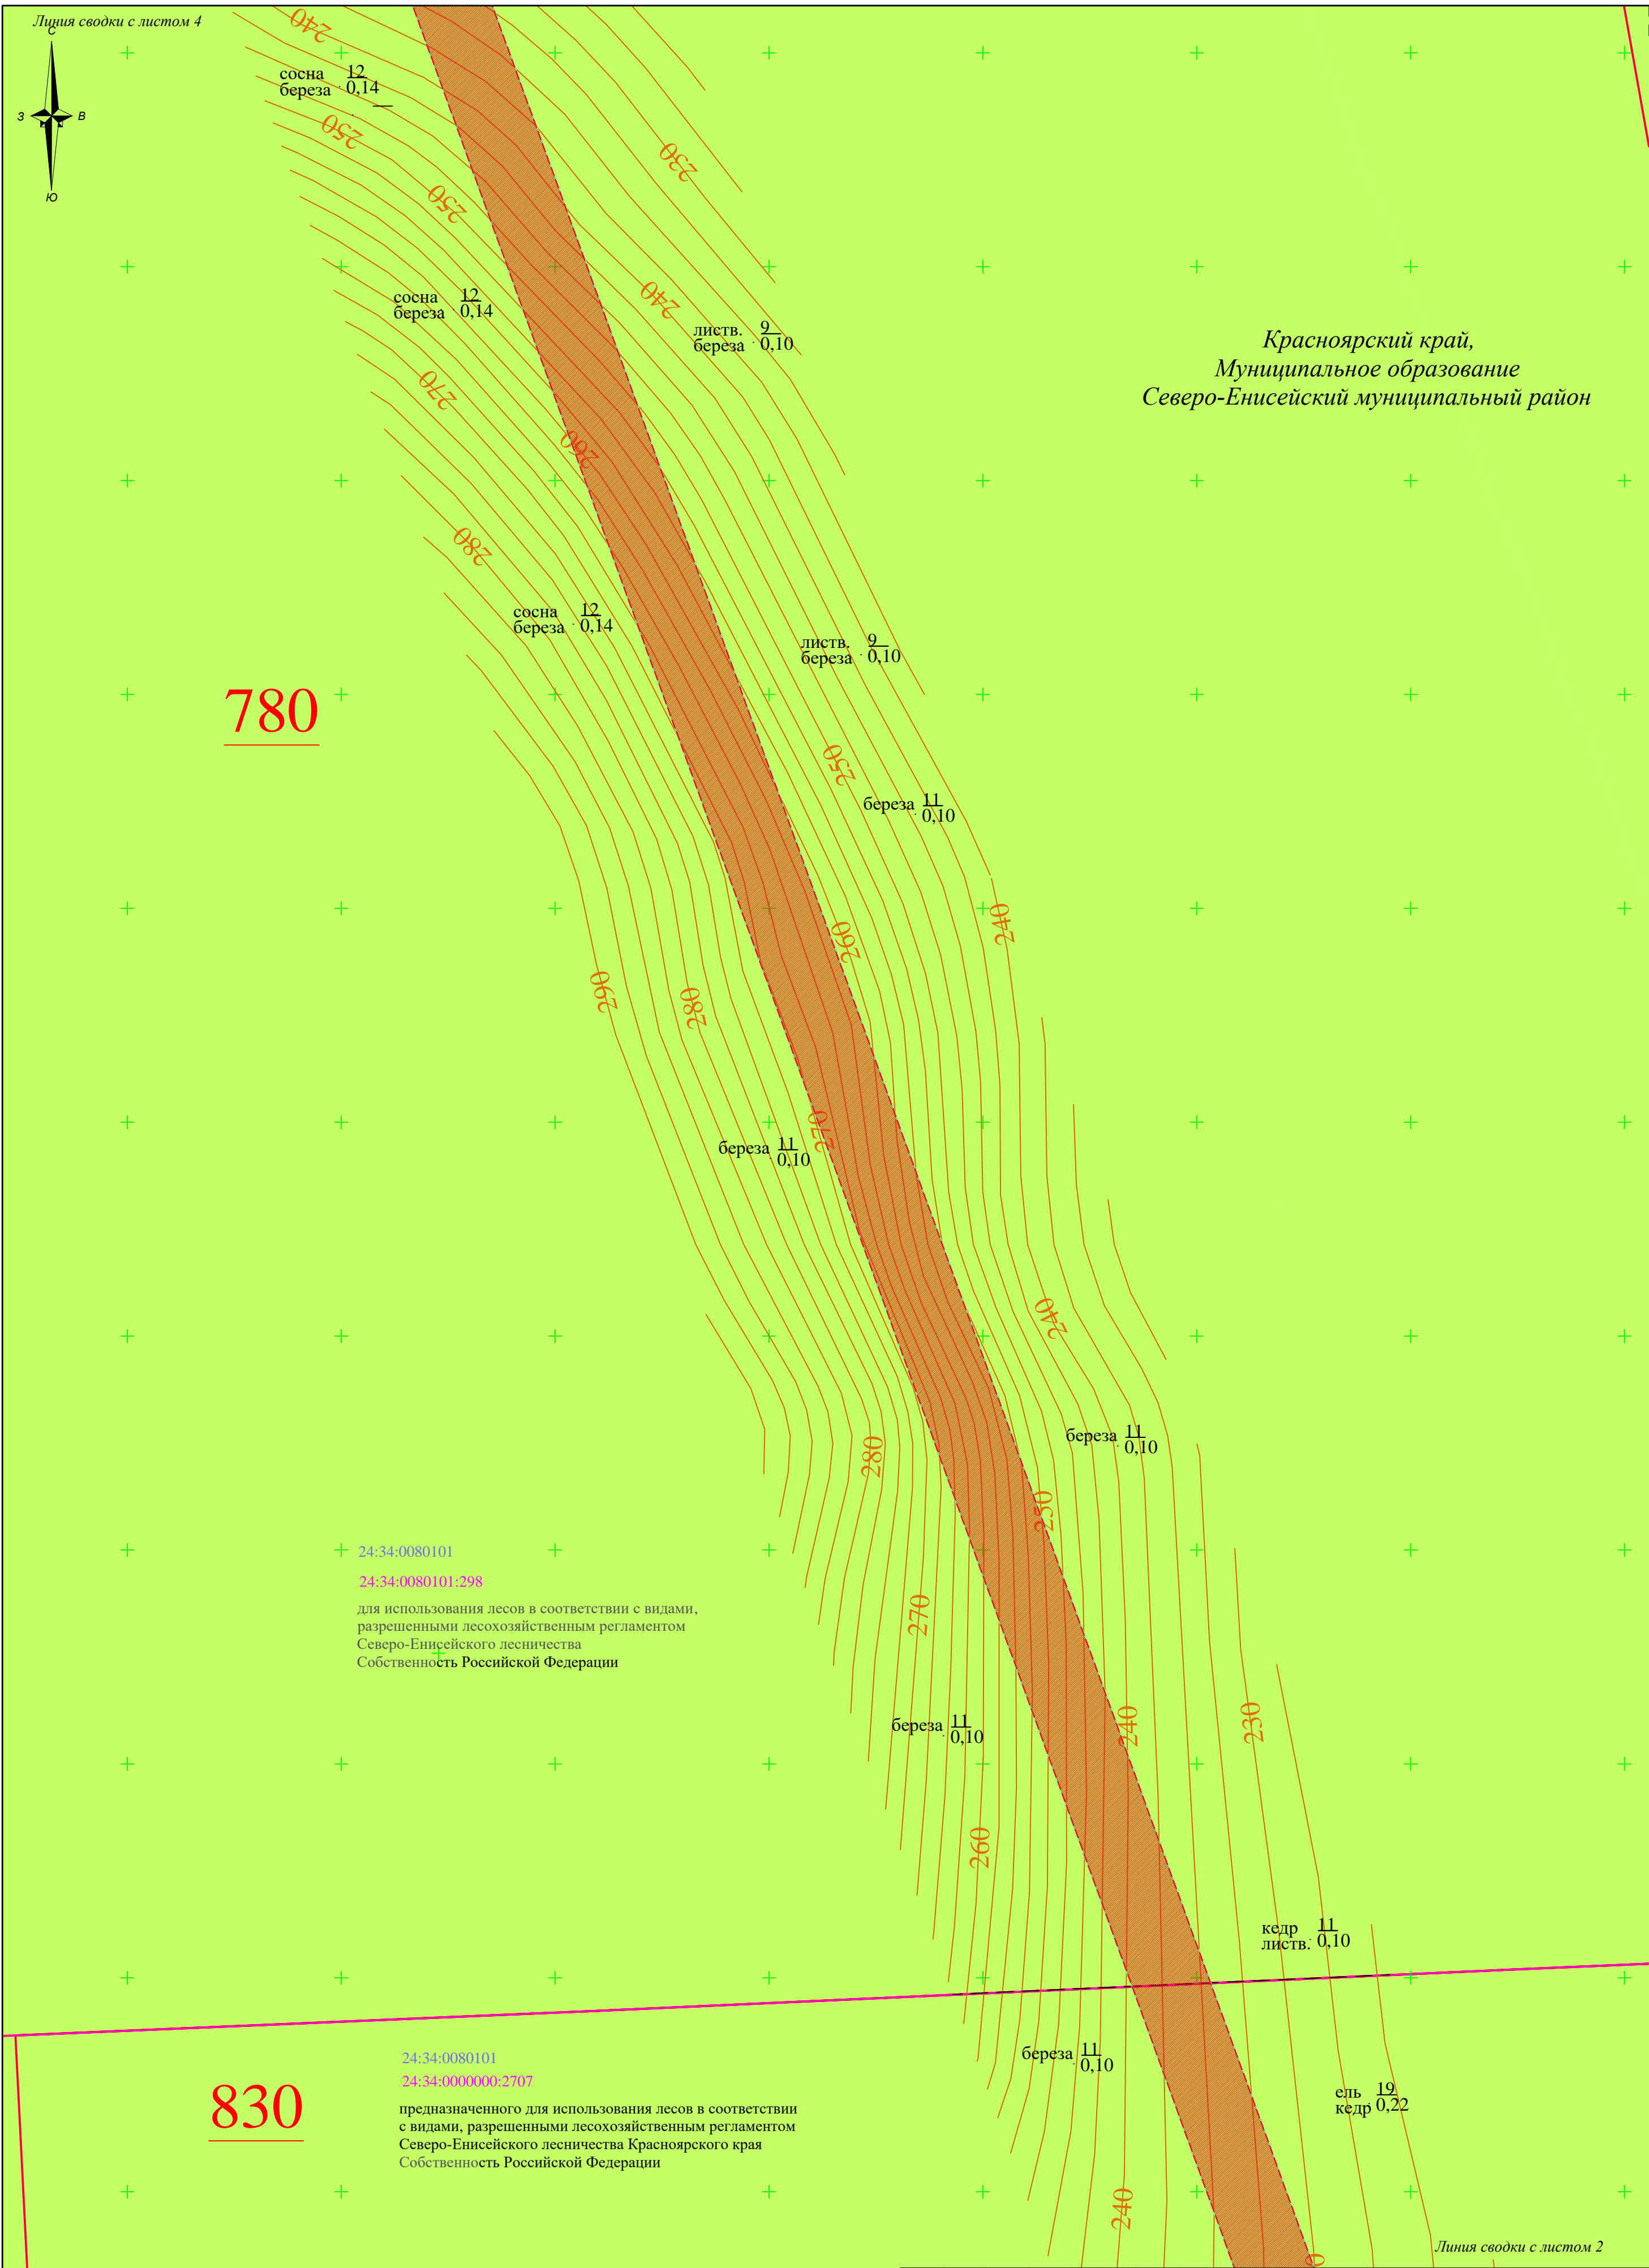 Линия сводки с листом 4
С
З
В
Ю
240
сосна 12
береза 0,14
250
230
250
240
сосна 12
береза 0,14
листв. 9
береза 0,10
Красноярский край,
Муниципальное образование
Северо-Енисейский муниципальный район
270
260
280
сосна 12
береза 0,14
листв. 9
береза 0,10
780
250
береза 11
0,10
240
260
290
280
270
береза 11
0,10
240
береза 11
0,10
280
250
24:34:0080101
24:34:0080101:298
для использования лесов в соответствии с видами,
разрешенными лесохозяйственным регламентом
Северо-Енисейского лесничества
Собственность Российской Федерации
270
береза 11
0,10
240
230
260
кедр 11
листв. 0,10
береза 11
0,10
24:34:0080101
24:34:0000000:2707
830
предназначенного для использования лесов в соответствии
с видами, разрешенными лесохозяйственным регламентом
Северо-Енисейского лесничества Красноярского края
Собственность Российской Федерации
ель 19
кедр 0,22
240
Линия сводки с листом 2